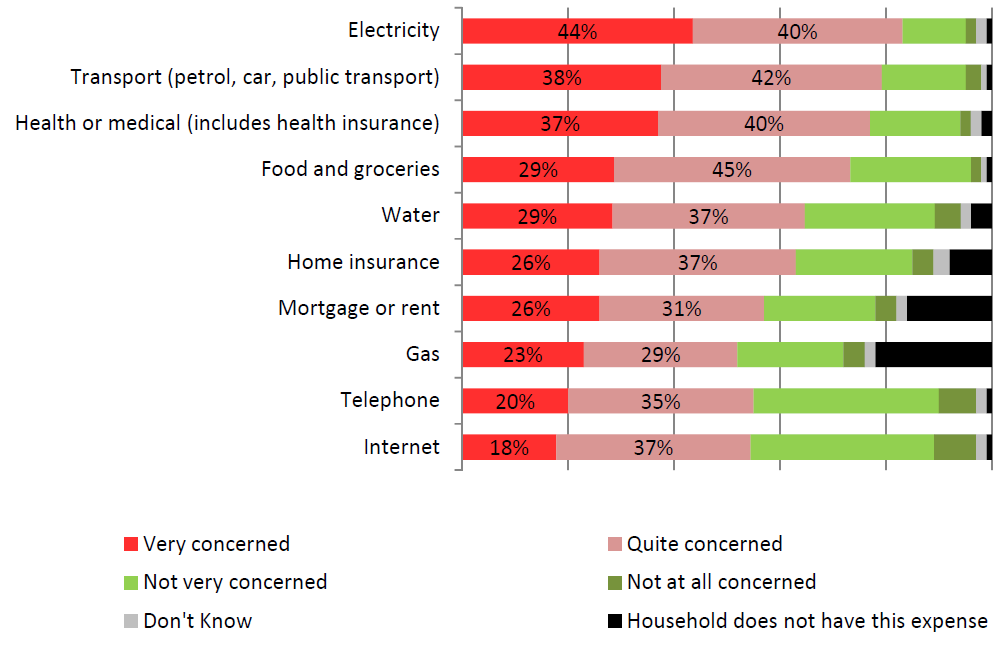 Electricity 44% 40%
Transport (petrol, car, public transport) 38% 42%
Health or medical (includes health insurance) 37% 40%
Food and groceries 29% 45%
Water 29% 37%
Home insurance 26% 37%
Mortgage or rent 26% 31%
Gas 23% 29%
Telephone 20% 35%
Internet 18% 37%
Very concerned Quite concerned
Not very concerned Not at all concerned
Don't Know Household does not have this expense